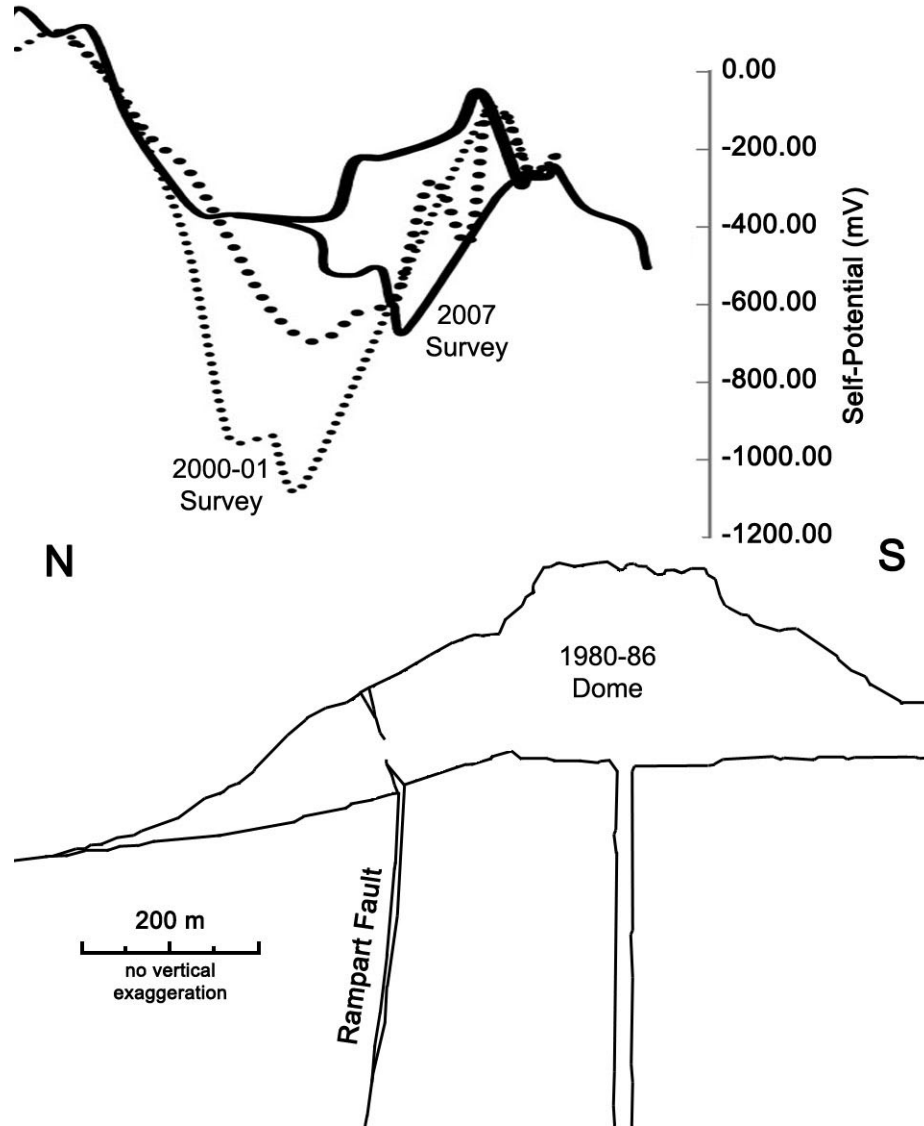 0.00
-200.00
-400.00
-600.00
-800.00
-1000.00
-1200.00
Self-Potential (mV)
2007
Survey
2000-01
Survey
N
S
1980-86
Dome
Rampart Fault
200 m
no vertical
exaggeration